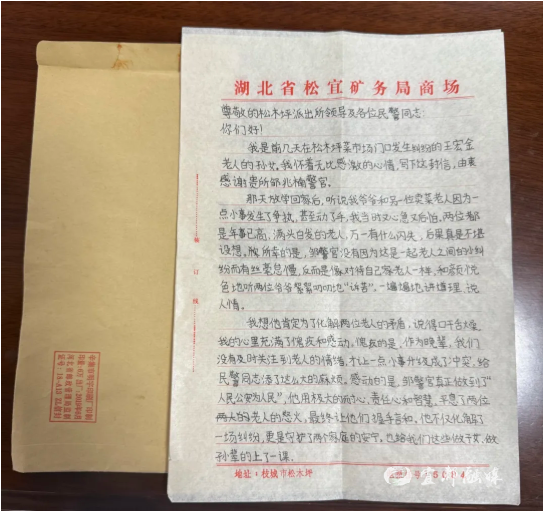 湖北省松宜矿务局商场
尊敬的松木坪派出所领导及各位民警同志:
你们好!
我是前几天在松木坪菜市场门口发生纠纷的王宏金
老人的孙女。我怀着无比感激的心情,写下这封信,由衷
感谢贵所邹兆楠警官。
那天放学回家后,听说我爷爷和另一位卖菜老人因为一
点小事发生了争执,甚至动了手,我当时又心急又后怕,两位都
是年事已高、满头白发的老人,万一有什么闪失,后果真是不堪
设想。所幸的是,邹警官没有因为这是一起老人之间的小纠
纷而有丝毫怠慢,反而是像对待自己家老人一样,和颜悦
色地听两位爷爷絮絮叨叨地“诉苦”,一遍遍地讲道理、说
人情。
我想他肯定为了化解两位老人的矛盾,说得口干舌燥。
我的心里充满了愧疚和感动。愧疚的是,作为晚辈,我们
没有及时关注到老人的情绪,才让一点小事升级成了冲突,给
民警同志添了这么大的麻烦。感动的是,邹警官真正做到了“
人民公安为人民”,他用极大的耐心、责任心和智慧,平息了两位
老人的怒火,最终让他们握手言和。他不仅化解了
一场纠纷,更是守护了两个家庭的安宁,也给我们这些做子女、做
孙辈的上了一课。
地址:枝城市松木坪
装订线